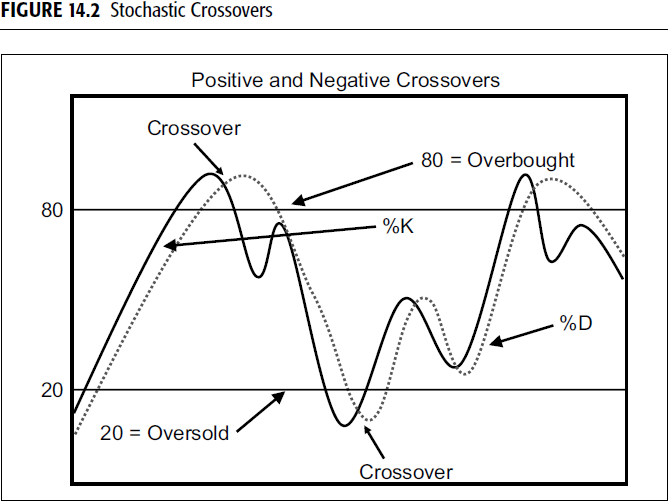 FIGURE 14.2 Stochastic Crossovers
Positive and Negative Crossovers
Crossover
80 = Overbought
80
%K
%D
20
20 = Oversold
Crossover